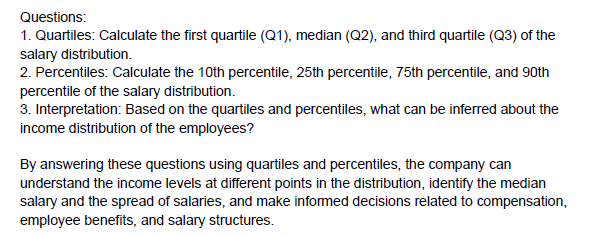 Questions:
1. Quartiles: Calculate the first quartile (Q1), median (Q2), and third quartile (Q3) of the
salary distribution.
2. Percentiles: Calculate the 10th percentile, 25th percentile, 75th percentile, and 90th
percentile of the salary distribution.
3. Interpretation: Based on the quartiles and percentiles, what can be inferred about the
income distribution of the employees?
By answering these questions using quartiles and percentiles, the company can
understand the income levels at different points in the distribution, identify the median
salary and the spread of salaries, and make informed decisions related to compensation,
employee benefits, and salary structures.